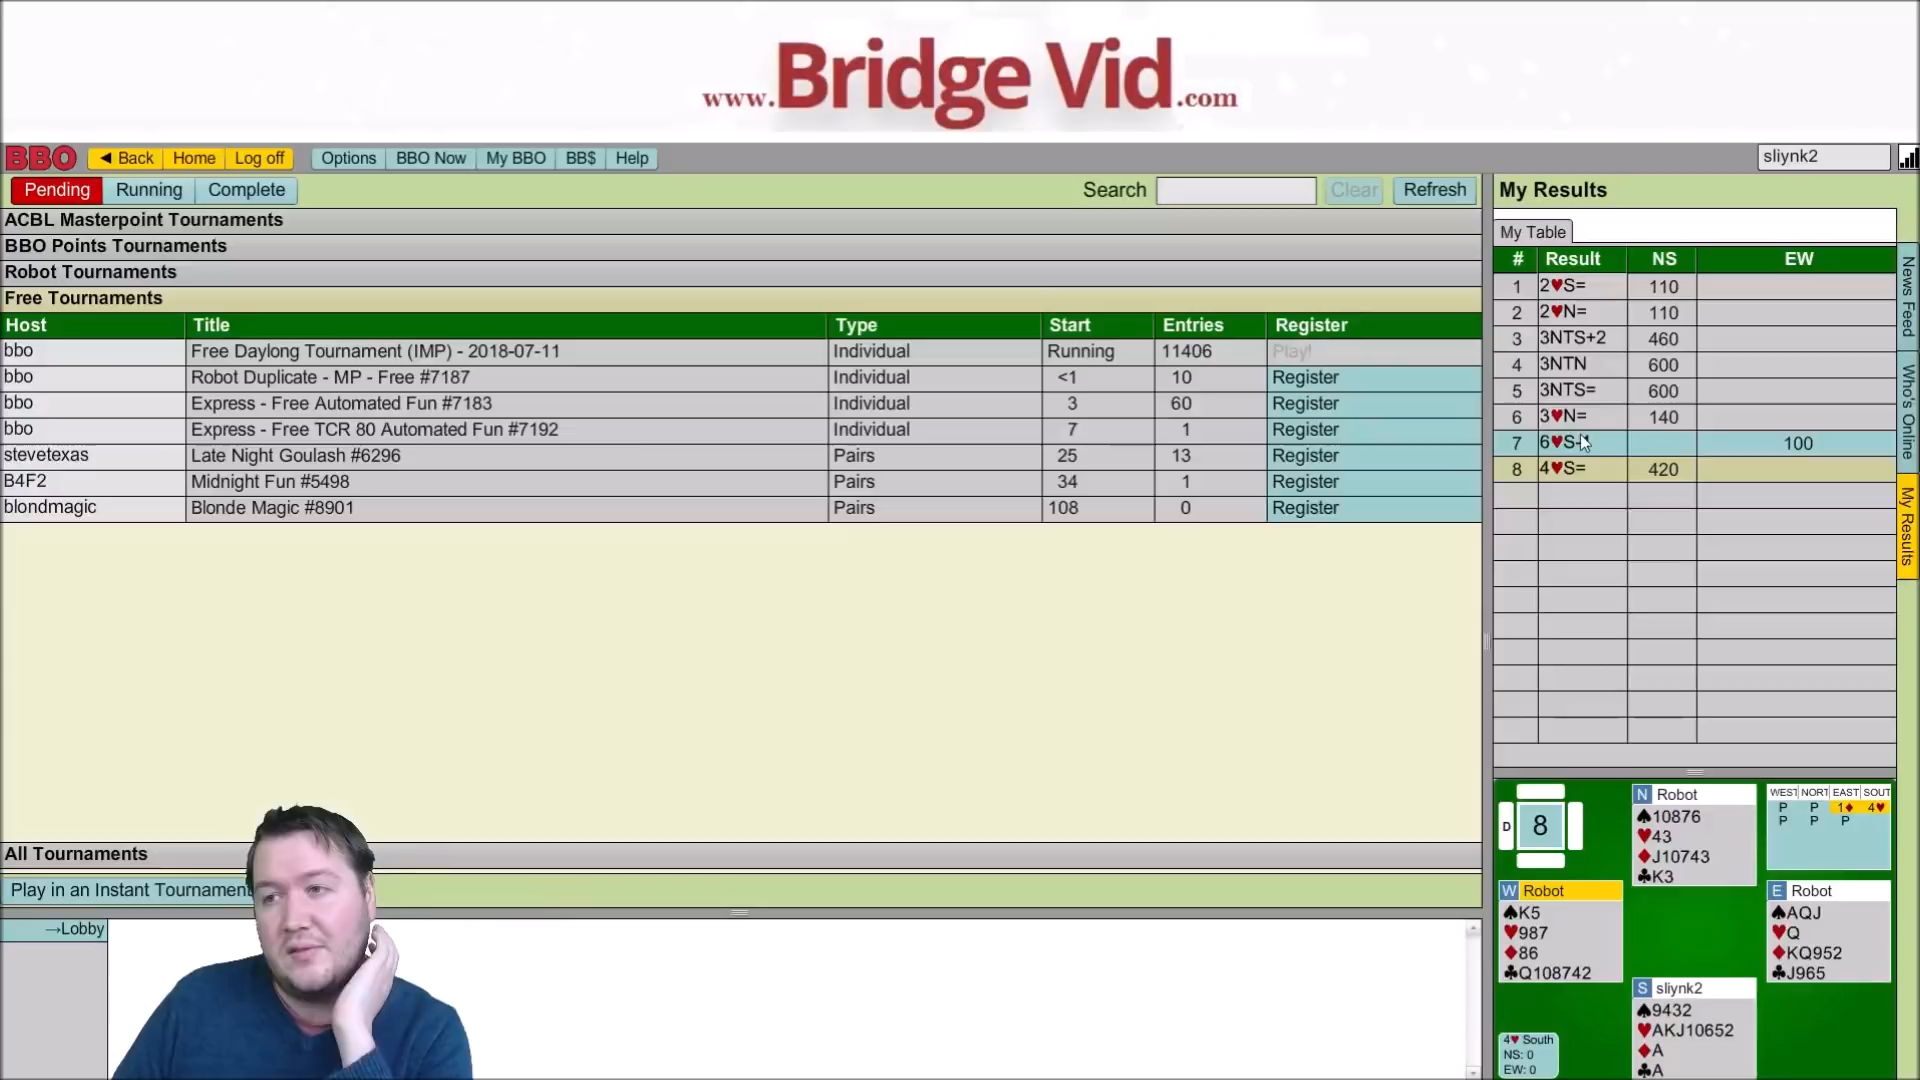 www.Bridge Vid.com
BBO ◄ Back Home Log off Options BBO Now My BBO BB$ Help sliynk2
Pending Running Complete Search Clear Refresh
ACBL Masterpoint Tournaments
BBO Points Tournaments
Robot Tournaments
Free Tournaments
Host Title Type Start Entries Register
bbo Free Daylong Tournament (IMP) - 2018-07-11 Individual Running 11406 Play!
bbo Robot Duplicate - MP - Free #7187 Individual <1 10 Register
bbo Express - Free Automated Fun #7183 Individual 3 60 Register
bbo Express - Free TCR 80 Automated Fun #7192 Individual 7 1 Register
stevetexas Late Night Goulash #6296 Pairs 25 13 Register
B4F2 Midnight Fun #5498 Pairs 34 1 Register
blondmagic Blonde Magic #8901 Pairs 108 0 Register
All Tournaments
Play in an Instant Tournament
→Lobby
My Results
My Table
# Result NS EW
1 2♥S= 110
2 2♥N= 110
3 3NTS+2 460
4 3NTN 600
5 3NTS= 600
6 3♥N= 140
7 6♥S 100
8 4♥S= 420
News Feed
Who's Online
My Results
D 8
N Robot
♠10876
♥43
♦J10743
♣K3
WEST NORT EAST SOUT
P P 1♦ 4♥
P P P
W Robot
♠K5
♥987
♦86
♣Q108742
E Robot
♠AQJ
♥Q
♦KQ952
♣J965
S sliynk2
♠9432
♥AKJ10652
♦A
♣A
4♥ South
NS: 0
EW: 0